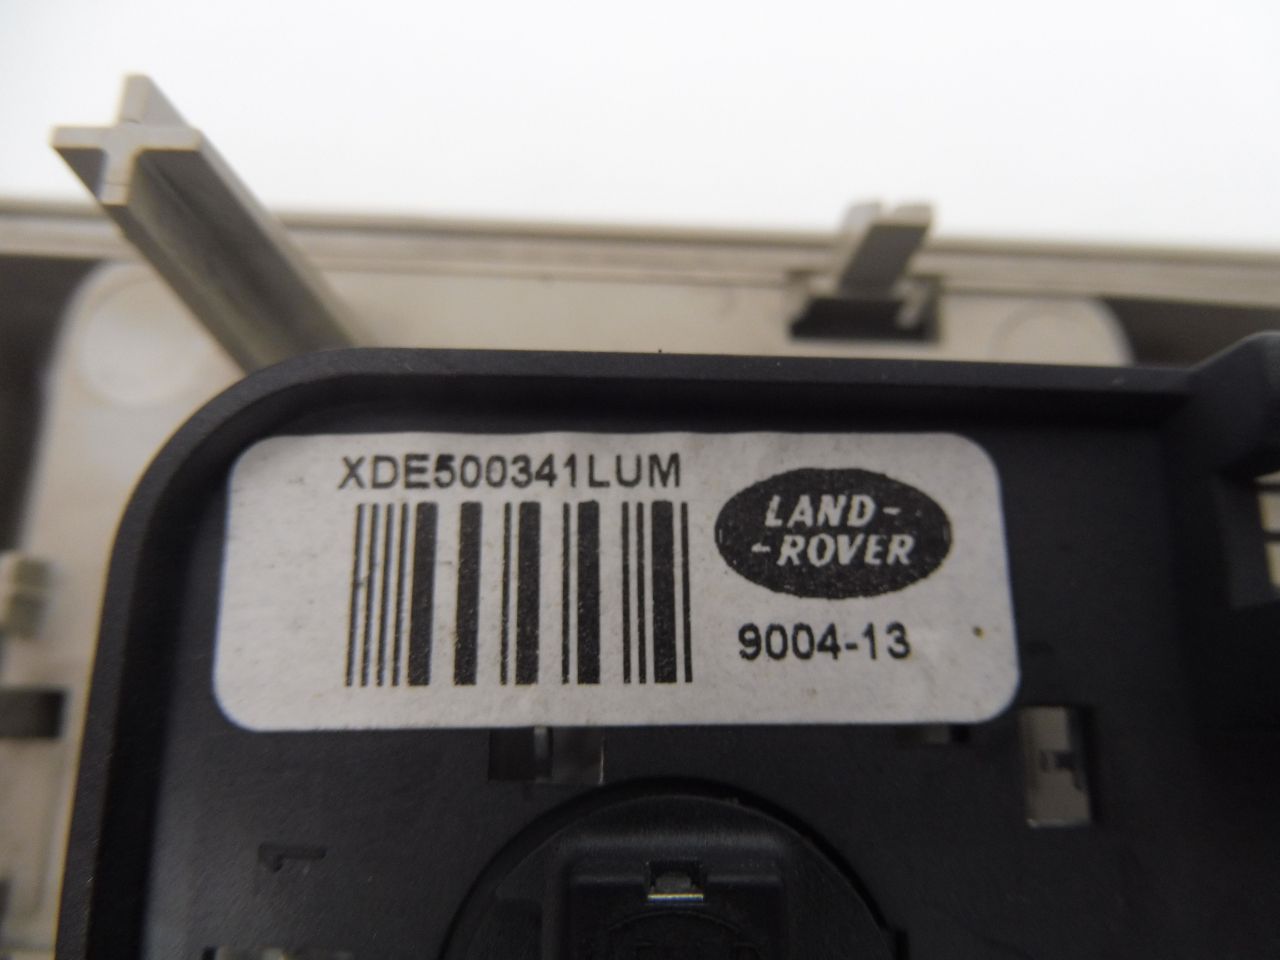 XDE500341LUM
LAND-
-ROVER
9004-13